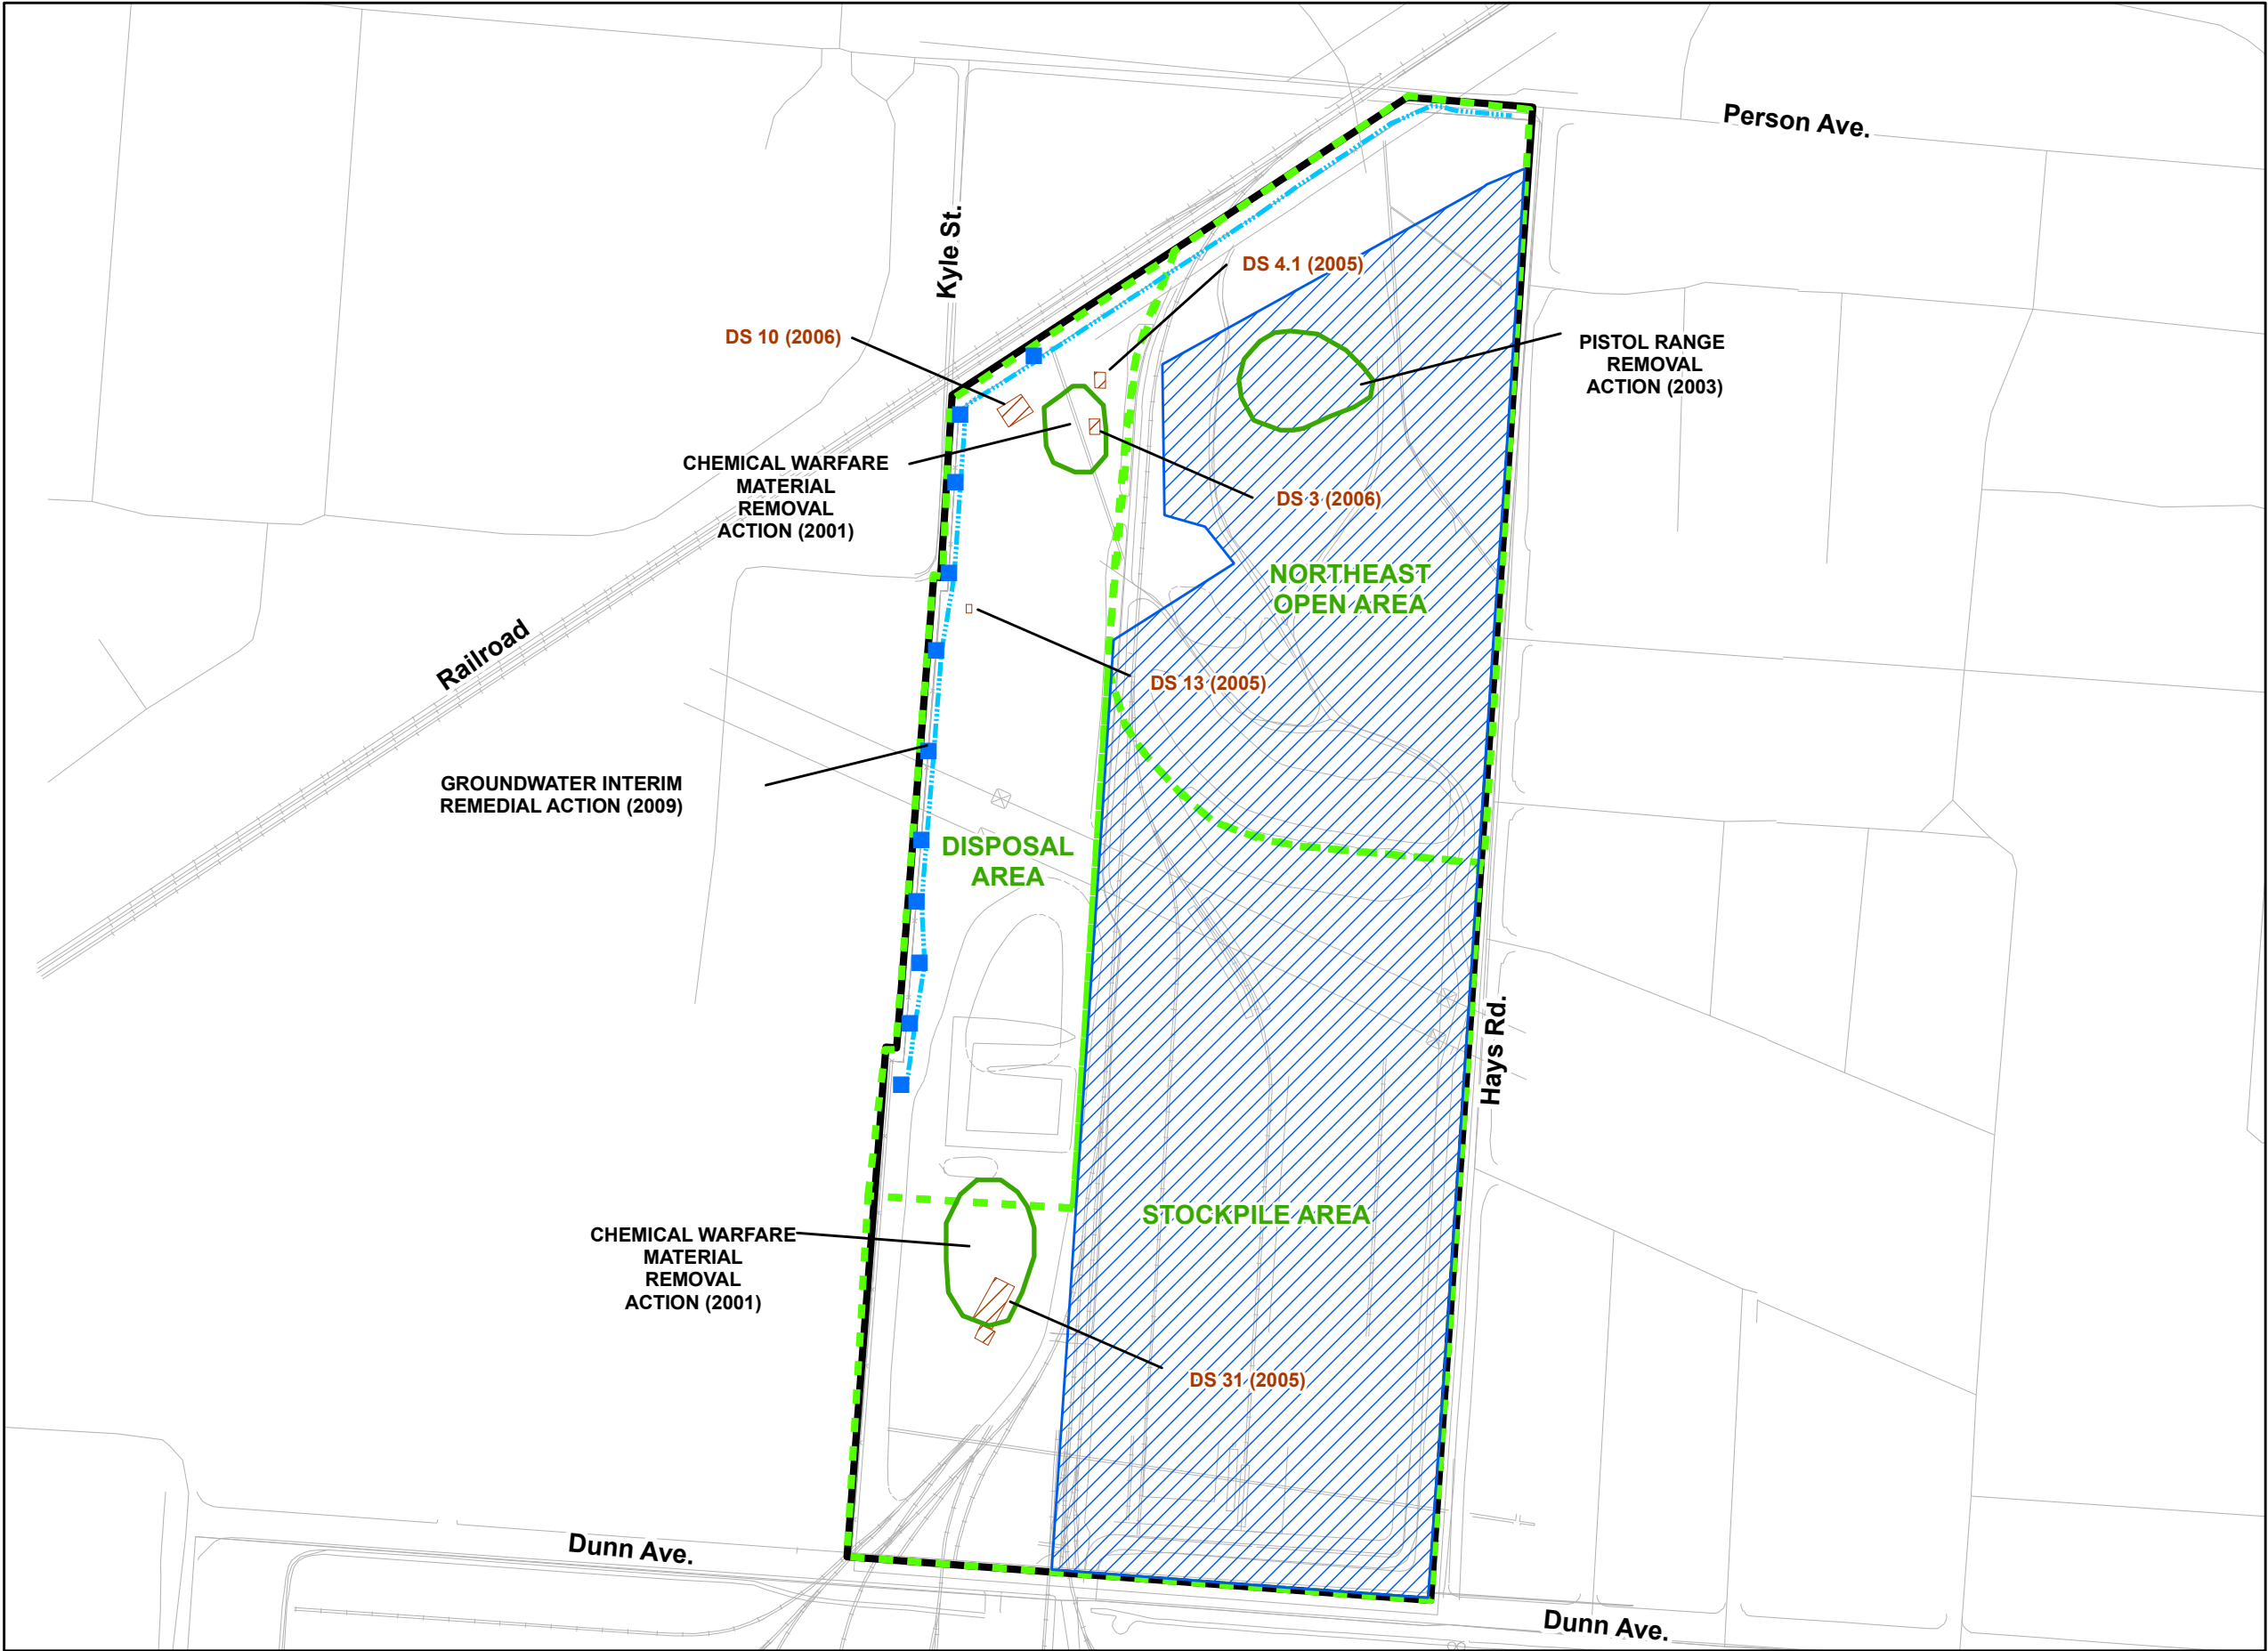 Person Ave.
Kyle St.
DS 4.1 (2005)
DS 10 (2006)
PISTOL RANGE
REMOVAL
ACTION (2003)
CHEMICAL WARFARE
MATERIAL
REMOVAL
ACTION (2001)
DS 3 (2006)
NORTHEAST
OPEN AREA
Railroad
DS 13 (2005)
GROUNDWATER INTERIM
REMEDIAL ACTION (2009)
DISPOSAL
AREA
Hays Rd.
STOCKPILE AREA
CHEMICAL WARFARE
MATERIAL
REMOVAL
ACTION (2001)
DS 31 (2005)
Dunn Ave.
Dunn Ave.